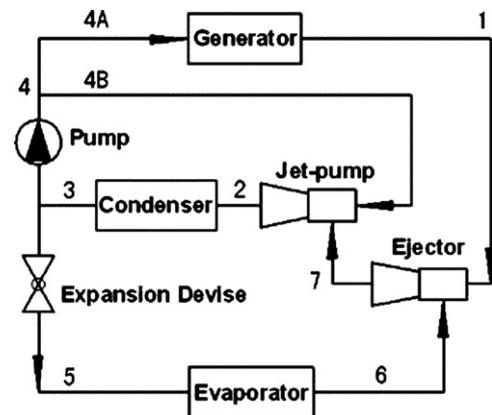 4A
1
Generator
4B
4
Pump
Jet-pump
3
Condenser
2
Ejector
7
Expansion Devise
5
Evaporator
6